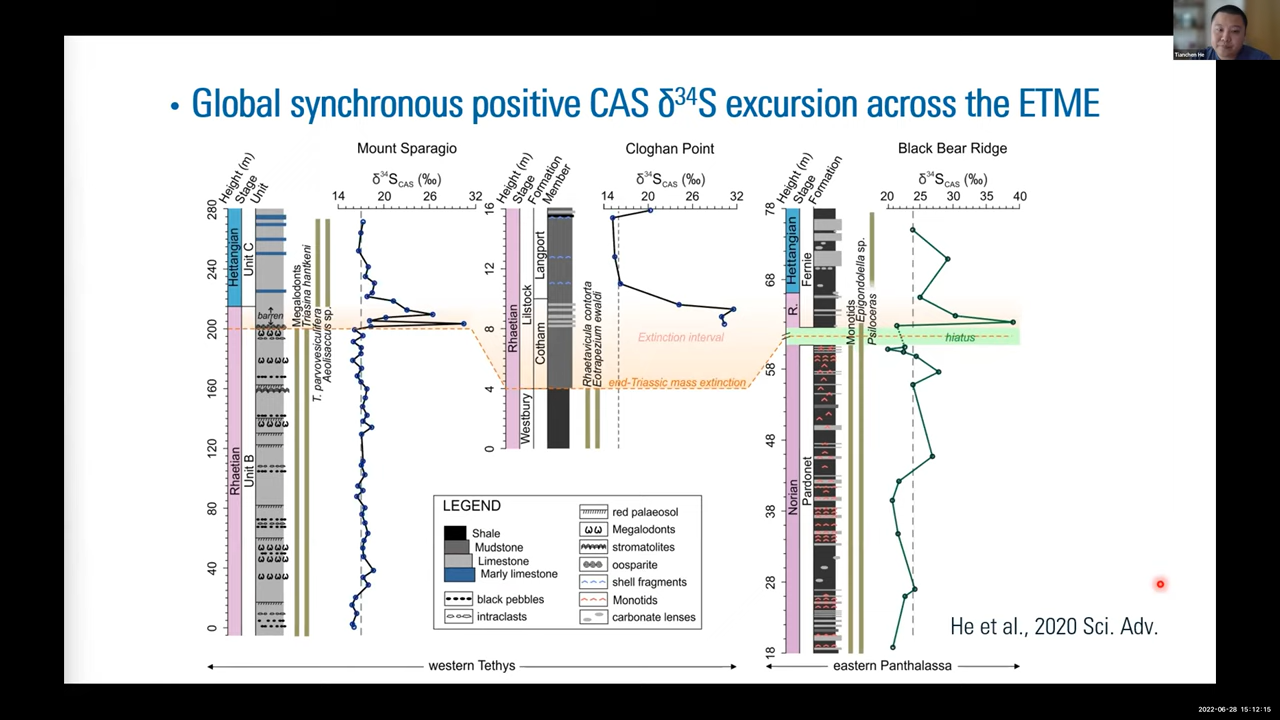 Tianchen He
• Global synchronous positive CAS δ34S excursion across the ETME
Mount Sparagio
Height (m)
Stage
Unit
δ34SCAS (‰)
14 20 26 32
280
240
200
160
120
80
40
0
Hettangian
Rhaetian
Unit C
Unit B
barren
Megalodonts
Triasina hantkeni
T. parvovesiculifera
Aeolisaccus sp.
Cloghan Point
Height (m)
Stage
Formation
Member
δ34SCAS (‰)
14 20 26 32
16
12
8
4
0
Rhaetian
Lilstock
Westbury
Langport
Cotham
Rhaetavicula contorta
Eotrapezium ewaldi
Extinction interval
end-Triassic mass extinction
Black Bear Ridge
Height (m)
Stage
Formation
δ34SCAS (‰)
20 25 30 35 40
78
68
58
48
38
28
18
Hettangian
R.
Norian
Fernie
Pardonet
Monotids
Epigondolella sp.
Psiloceras
hiatus
LEGEND
Shale
Mudstone
Limestone
Marly limestone
black pebbles
intraclasts
red palaeosol
Megalodonts
stromatolites
oosparite
shell fragments
Monotids
carbonate lenses
He et al., 2020 Sci. Adv.
western Tethys
eastern Panthalassa
2022-06-28 15:12:15